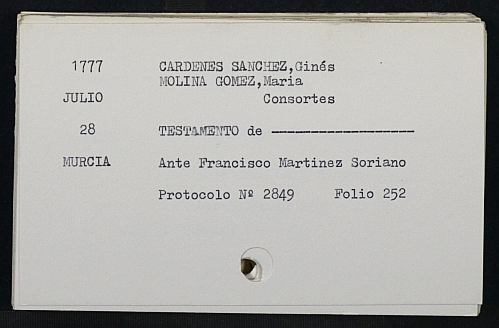 1777 CARDENES SANCHEZ,Ginés
MOLINA GOMEZ,Maria
JULIO Consortes
28 TESTAMENTO de ------------------
MURCIA Ante Francisco Martinez Soriano
Protocolo Nº 2849 Folio 252